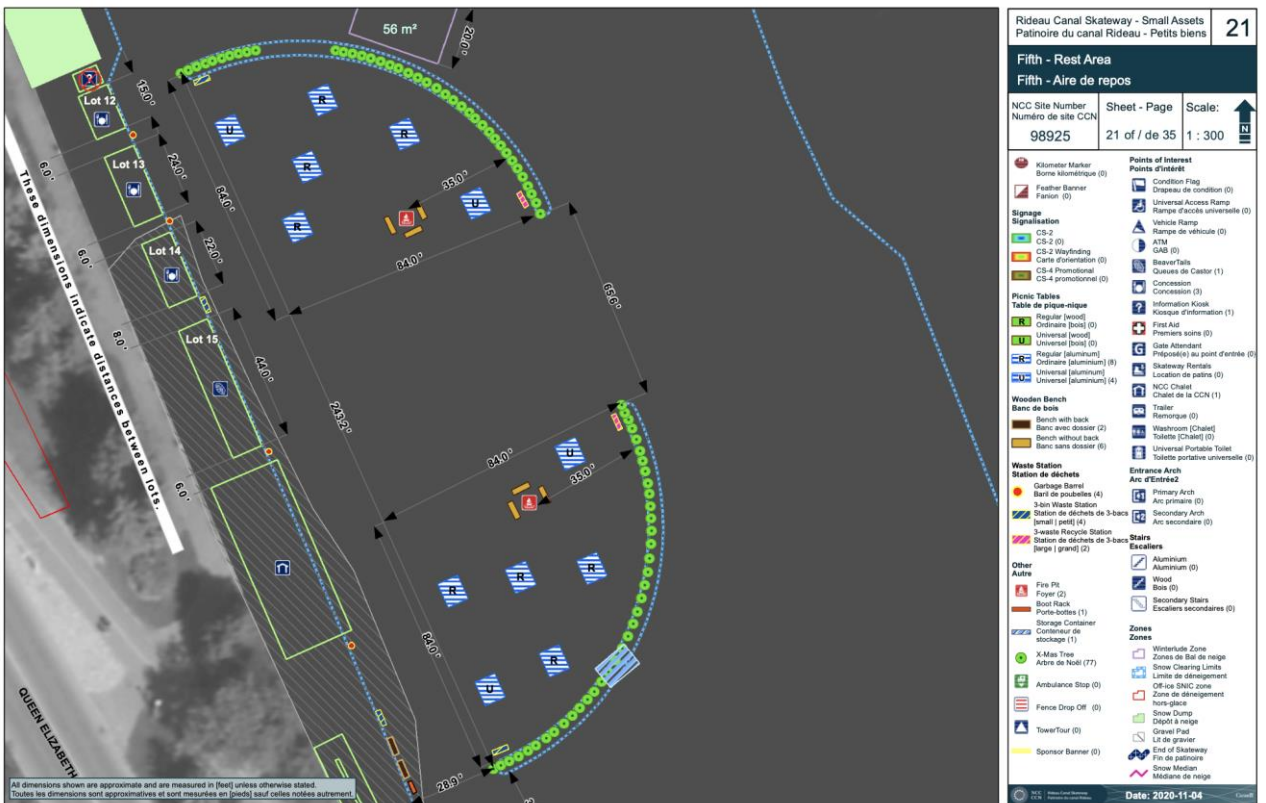 56 m²
20.0'
15.0'
Lot 12
6.0'
24.0'
Lot 13
84.0'
6.0'
22.0'
Lot 14
8.0'
44.0'
Lot 15
24.3.2'
6.0'
These dimensions indicate distances between lots.
U
R
R
R
R
U
35.0'
84.0'
65.6'
84.0'
U
35.0'
R
R
R
R
U
84.0'
28.9'
QUEEN ELIZABETH
All dimensions shown are approximate and are measured in [feet] unless otherwise stated.
Toutes les dimensions sont approximatives et sont mesurées en [pieds] sauf celles notées autrement.
Rideau Canal Skateway - Small Assets
Patinoire du canal Rideau - Petits biens
21
Fifth - Rest Area
Fifth - Aire de repos
NCC Site Number
Numéro de site CCN
98925
Sheet - Page
21 of / de 35
Scale:
1 : 300
N
Kilometer Marker
Borne kilométrique (0)
Feather Banner
Fanion (0)
Signage
Signalisation
CS-2
CS-2 (0)
CS-2 Wayfinding
Carte d'orientation (0)
CS-4 Promotional
CS-4 promotionnel (0)
Picnic Tables
Table de pique-nique
R
Regular [wood]
Ordinaire [bois] (0)
U
Universal [wood]
Universel [bois] (0)
R
Regular [aluminum]
Ordinaire [aluminium] (8)
U
Universal [aluminum]
Universel [aluminium] (4)
Wooden Bench
Banc de bois
Bench with back
Banc avec dossier (2)
Bench without back
Banc sans dossier (6)
Waste Station
Station de déchets
Garbage Barrel
Baril de poubelles (4)
3-bin Waste Station
Station de déchets de 3-bacs
[small | petit] (4)
3-waste Recycle Station
Station de déchets de 3-bacs
[large | grand] (2)
Other
Autre
Fire Pit
Foyer (2)
Boot Rack
Porte-bottes (1)
Storage Container
Conteneur de
stockage (1)
X-Mas Tree
Arbre de Noël (77)
Ambulance Stop (0)
Fence Drop Off (0)
TowerTour (0)
Sponsor Banner (0)
Points of Interest
Points d'intérêt
Condition Flag
Drapeau de condition (0)
Universal Access Ramp
Rampe d'accès universelle (0)
Vehicle Ramp
Rampe de véhicule (0)
ATM
GAB (0)
BeaverTails
Queues de Castor (1)
Concession
Concession (3)
Information Kiosk
Kiosque d'information (1)
First Aid
Premiers soins (0)
Gate Attendant
Préposé(e) au point d'entrée (0)
Skateway Rentals
Location de patins (0)
NCC Chalet
Chalet de la CCN (1)
Trailer
Remorque (0)
Washroom [Chalet]
Toilette [Chalet] (0)
Universal Portable Toilet
Toilette portative universelle (0)
Entrance Arch
Arc d'Entrée2
Primary Arch
Arc primaire (0)
Secondary Arch
Arc secondaire (0)
Stairs
Escaliers
Aluminium
Aluminium (0)
Wood
Bois (0)
Secondary Stairs
Escaliers secondaires (0)
Zones
Zones
Winterlude Zone
Zones de Bal de neige
Snow Clearing Limits
Limite de déneigement
Off-ice SNIC zone
Zone de déneigement
hors-glace
Snow Dump
Dépôt à neige
Gravel Pad
Lit de gravier
End of Skateway
Fin de patinoire
Snow Median
Médiane de neige
NCC
CCN
Rideau Canal Skateway
Patinoire du canal Rideau
Date: 2020-11-04
Canada